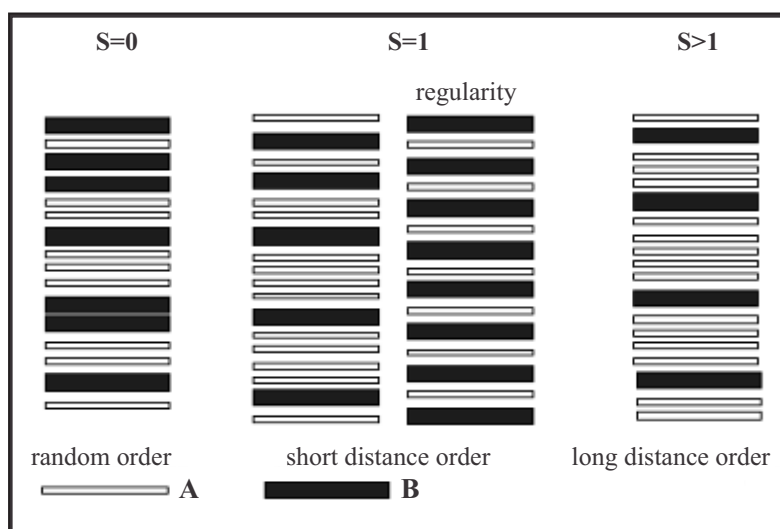 S=0 S=1 S>1
regularity
random order short distance order long distance order
A B